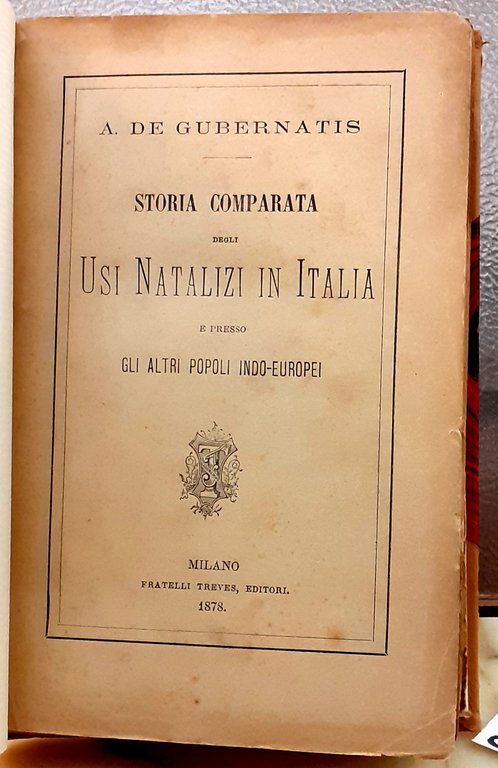 A. DE GUBERNATIS
STORIA COMPARATA
DEGLI
USI NATALIZI IN ITALIA
E PRESSO
GLI ALTRI POPOLI INDO-EUROPEI
MILANO
FRATELLI TREVES, EDITORI.
1878.